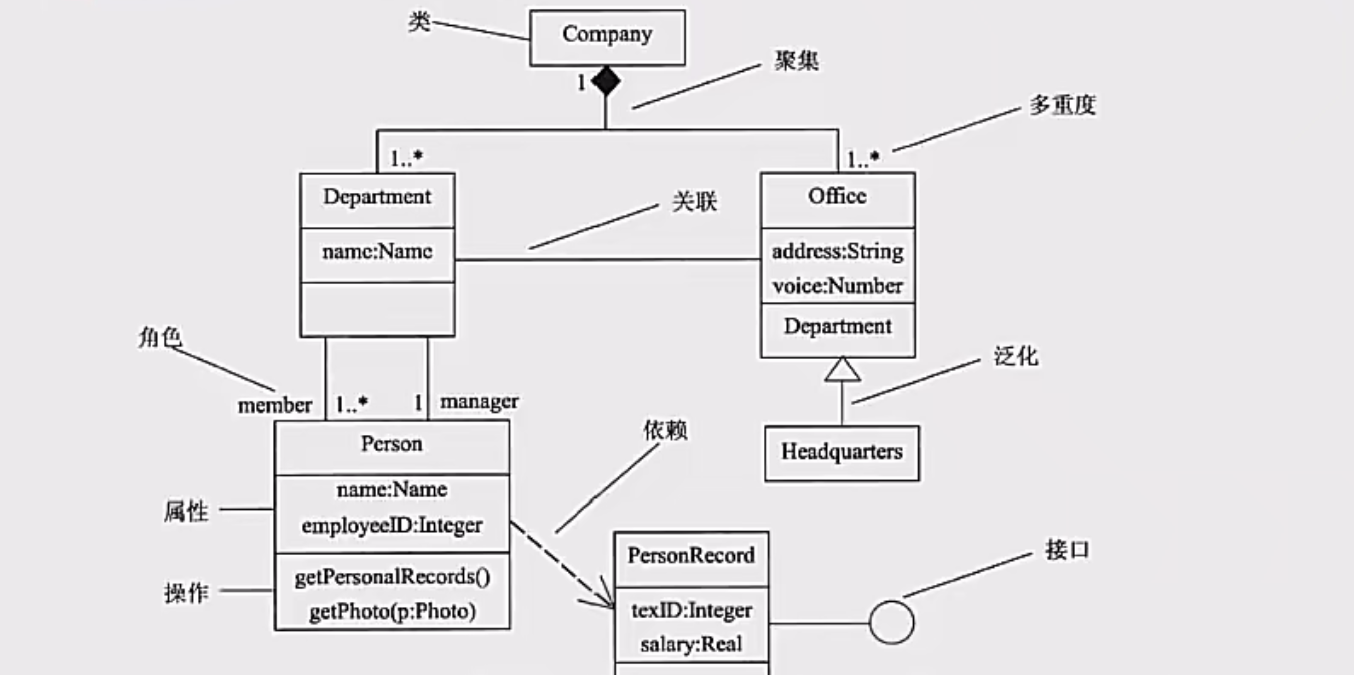 类
Company
1
聚集
多重度
1..*
1..*
Department
Office
关联
name:Name
address:String
voice:Number
Department
角色
泛化
member
1..*
1
manager
依赖
Person
Headquarters
name:Name
属性
employeeID:Integer
PersonRecord
接口
getPersonalRecords()
操作
getPhoto(p:Photo)
texID:Integer
salary:Real